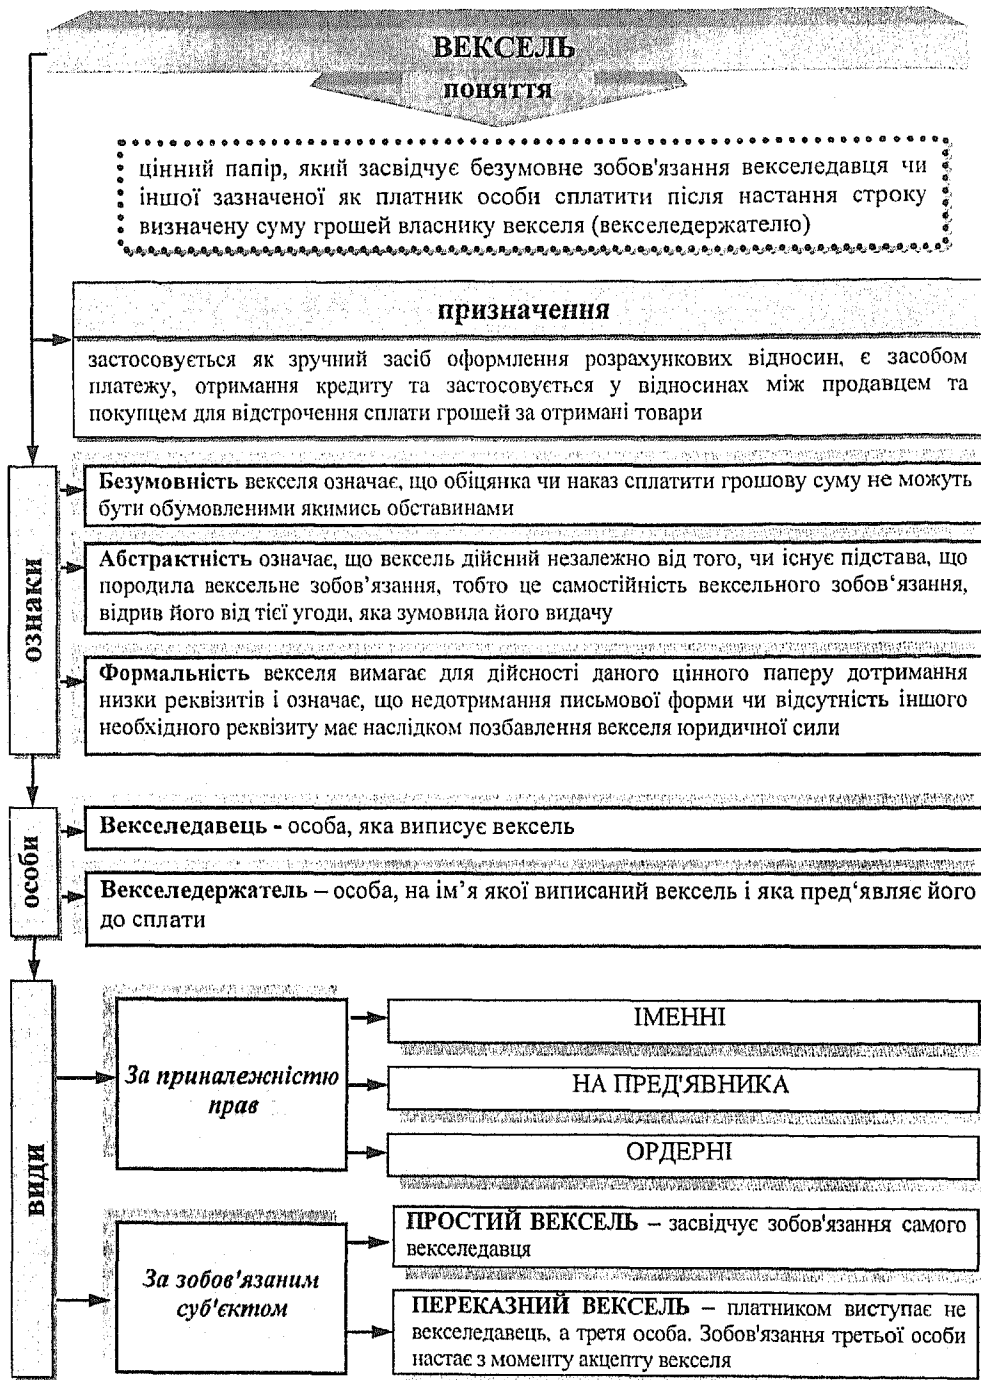 ВЕКСЕЛЬ
поняття
цінний папір, який засвідчує безумовне зобов'язання векселедавця чи
іншої зазначеної як платник особи сплатити після настання строку
визначену суму грошей власнику векселя (векселедержателю)
призначення
застосовується як зручний засіб оформлення розрахункових відносин, є засобом
платежу, отримання кредиту та застосовується у відносинах між продавцем та
покупцем для відстрочення сплати грошей за отримані товари
ознаки
Безумовність векселя означає, що обіцянка чи наказ сплатити грошову суму не можуть
бути обумовленими якимись обставинами
Абстрактність означає, що вексель дійсний незалежно від того, чи існує підстава, що
породила вексельне зобов’язання, тобто це самостійність вексельного зобов‘язання,
відрив його від тієї угоди, яка зумовила його видачу
Формальність векселя вимагає для дійсності даного цінного паперу дотримання
низки реквізитів і означає, що недотримання письмової форми чи відсутність іншого
необхідного реквізиту має наслідком позбавлення векселя юридичної сили
особи
Векселедавець - особа, яка виписує вексель
Векселедержатель – особа, на ім’я якої виписаний вексель і яка пред‘являє його
до сплати
види
За приналежністю
прав
ІМЕННІ
НА ПРЕД'ЯВНИКА
ОРДЕРНІ
За зобов'язаним
суб'єктом
ПРОСТИЙ ВЕКСЕЛЬ – засвідчує зобов'язання самого
векселедавця
ПЕРЕКАЗНИЙ ВЕКСЕЛЬ – платником виступає не
векселедавець, а третя особа. Зобов'язання третьої особи
настає з моменту акцепту векселя